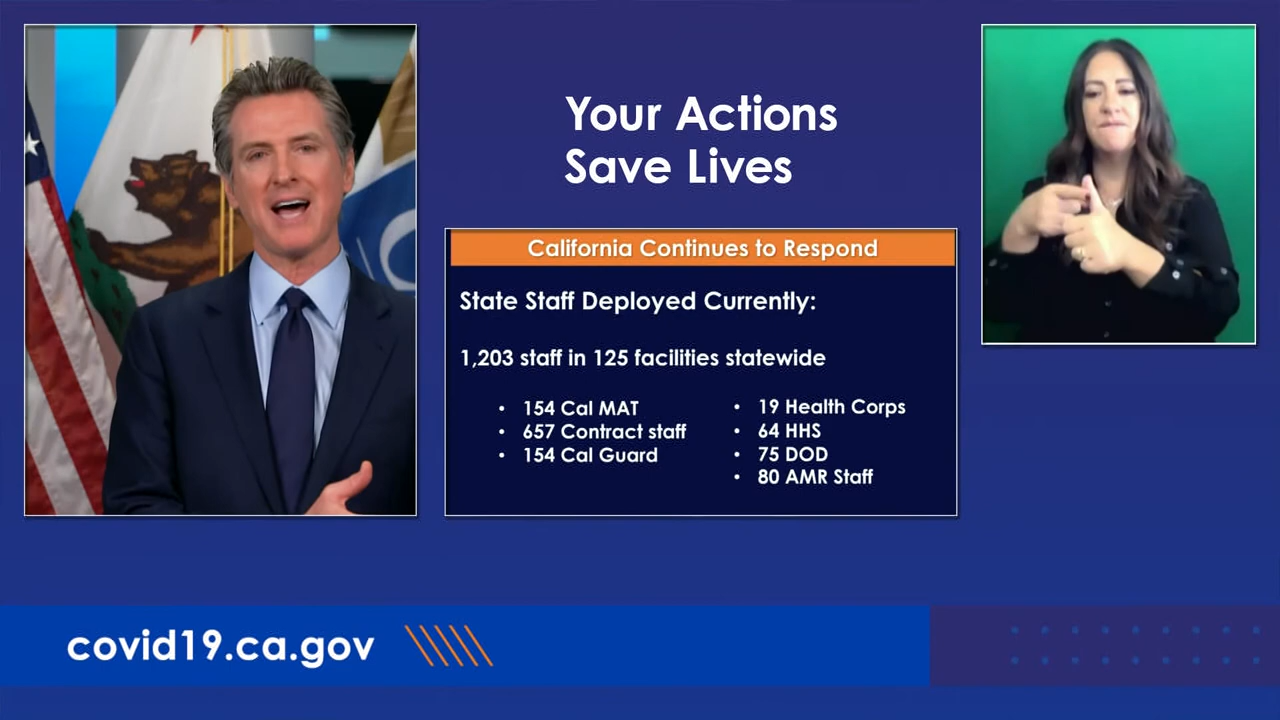 Your Actions
Save Lives
California Continues to Respond
State Staff Deployed Currently:
1,203 staff in 125 facilities statewide
• 154 Cal MAT
• 657 Contract staff
• 154 Cal Guard
• 19 Health Corps
• 64 HHS
• 75 DOD
• 80 AMR Staff
covid19.ca.gov